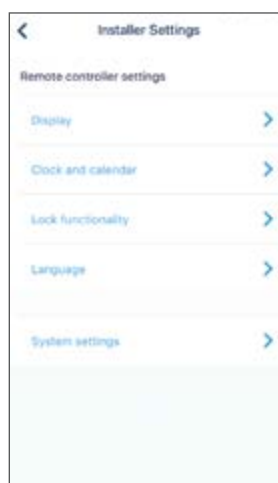 Installer Settings
Remote controller settings
Display
Clock and calendar
Lock functionality
Language
System settings